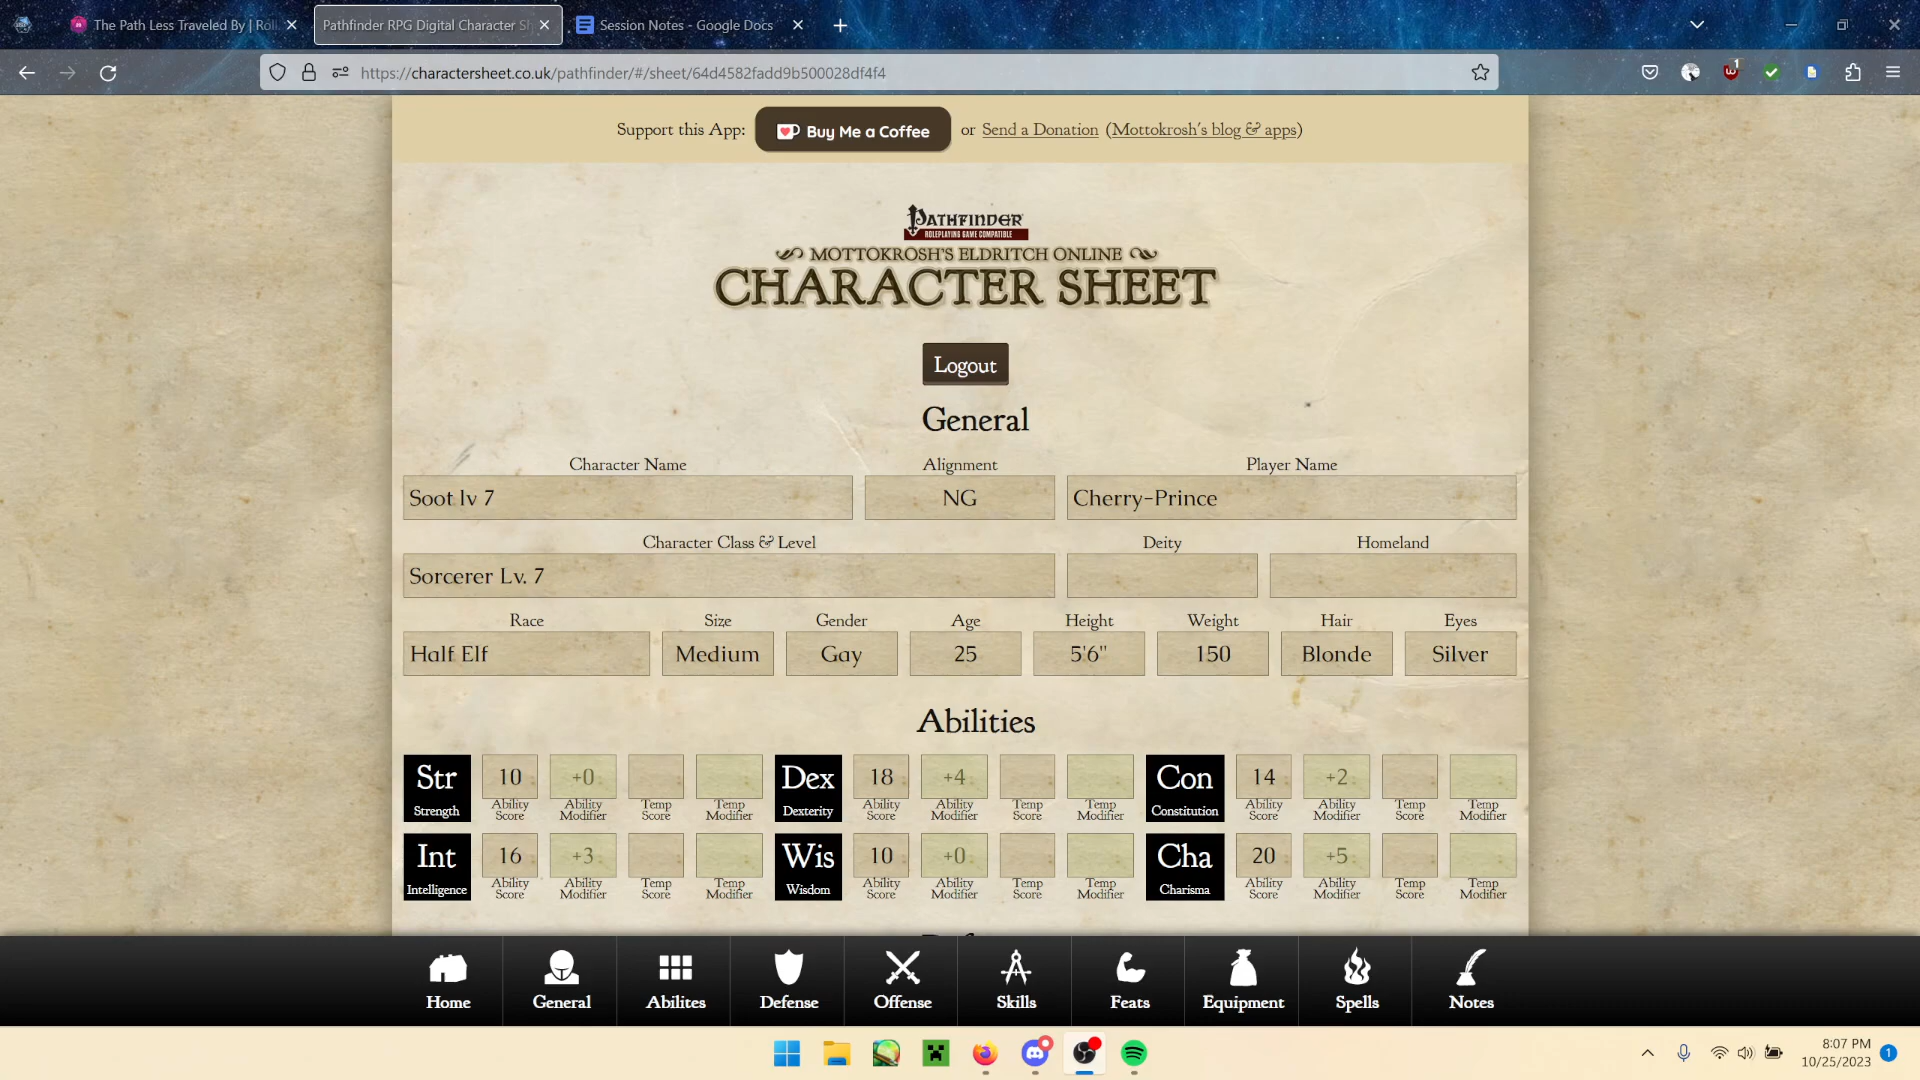 The Path Less Traveled By | Roll
Pathfinder RPG Digital Character Sh
Session Notes - Google Docs
https://charactersheet.co.uk/pathfinder/#/sheet/64d4582fadd9b500028df4f4
1
Support this App: Buy Me a Coffee or Send a Donation (Mottokrosh's blog & apps)
PATHFINDER
ROLEPLAYING GAME COMPATIBLE
MOTTOKROSH'S ELDRITCH ONLINE
CHARACTER SHEET
Logout
General
Character Name Alignment Player Name
Soot lv 7 NG Cherry-Prince
Character Class & Level Deity Homeland
Sorcerer Lv. 7
Race Size Gender Age Height Weight Hair Eyes
Half Elf Medium Gay 25 5'6" 150 Blonde Silver
Abilities
Str 10 +0 Dex 18 +4 Con 14 +2
Strength Ability Score Ability Modifier Temp Score Temp Modifier Dexterity Ability Score Ability Modifier Temp Score Temp Modifier Constitution Ability Score Ability Modifier Temp Score Temp Modifier
Int 16 +3 Wis 10 +0 Cha 20 +5
Intelligence Ability Score Ability Modifier Temp Score Temp Modifier Wisdom Ability Score Ability Modifier Temp Score Temp Modifier Charisma Ability Score Ability Modifier Temp Score Temp Modifier
Home General Abilites Defense Offense Skills Feats Equipment Spells Notes
8:07 PM
10/25/2023
1